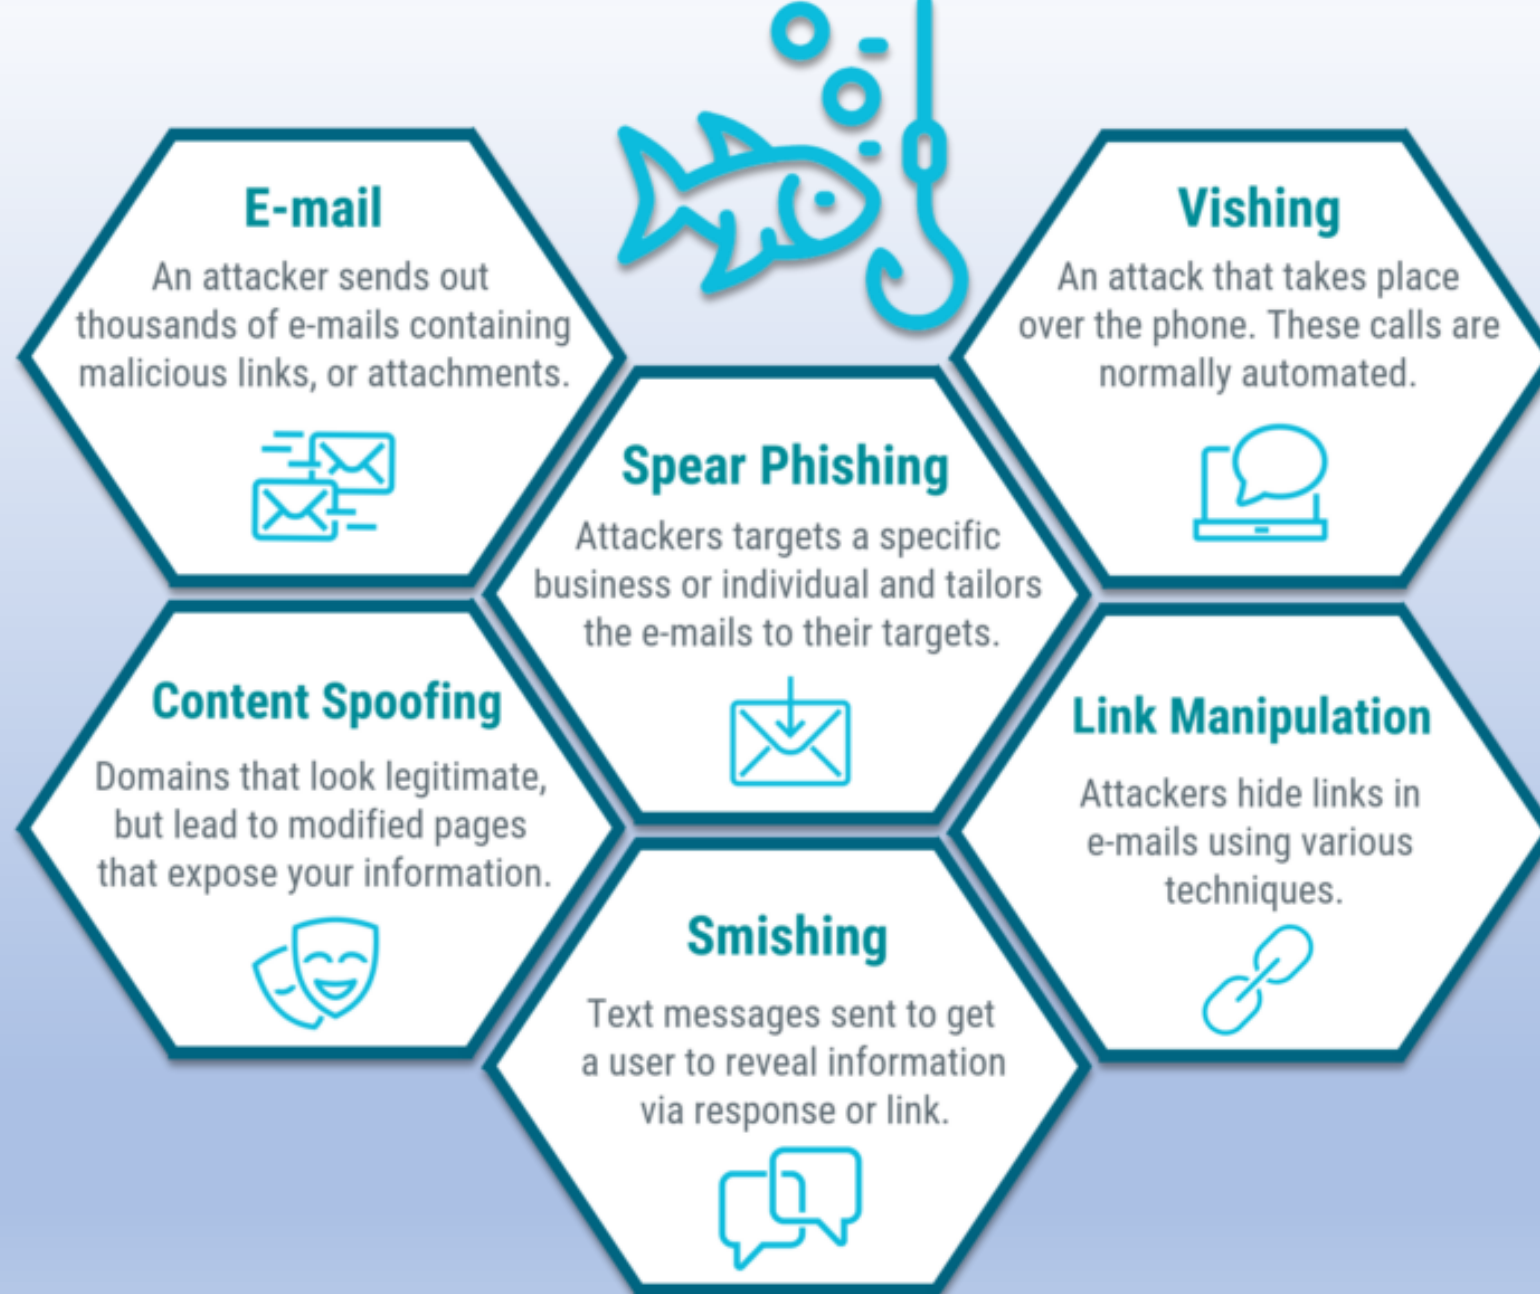 E-mail
An attacker sends out
thousands of e-mails containing
malicious links, or attachments.
Vishing
An attack that takes place
over the phone. These calls are
normally automated.
Spear Phishing
Attackers targets a specific
business or individual and tailors
the e-mails to their targets.
Content Spoofing
Domains that look legitimate,
but lead to modified pages
that expose your information.
Link Manipulation
Attackers hide links in
e-mails using various
techniques.
Smishing
Text messages sent to get
a user to reveal information
via response or link.